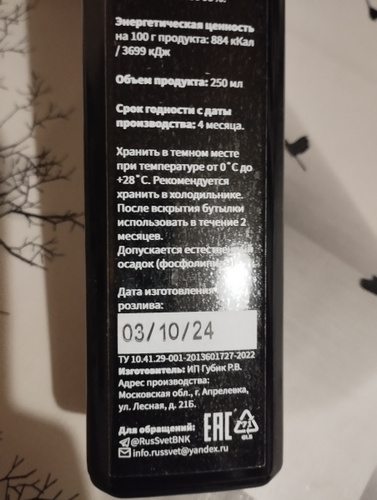 Энергетическая ценность
на 100 г продукта: 884 кКал
/ 3699 кДж
Объем продукта: 250 мл
Срок годности с даты
производства: 4 месяца.
Хранить в темном месте
при температуре от 0°C до
+28°C. Рекомендуется
хранить в холодильнике.
После вскрытия бутылки
использовать в течение 2
месяцев.
Допускается естественный
осадок (фосфолипиды)
Дата изготовления
розлива:
03/10/24
ТУ 10.41.29-001-2013601727-2022
Изготовитель: ИП Губик Р.В.
Адрес производства:
Московская обл., г. Апрелевка,
ул. Лесная, д. 21Б.
Для обращений:
@RusSvetBNK
info.russvet@yandex.ru
EAC